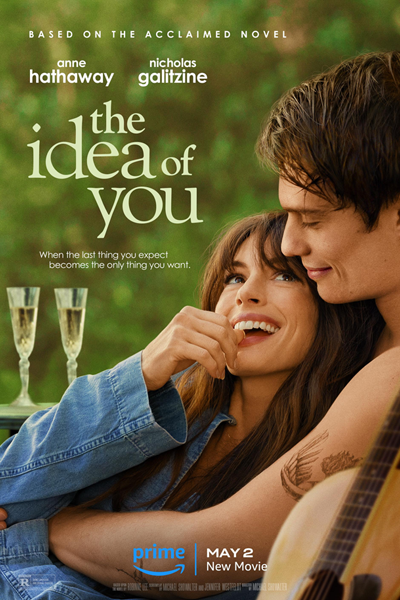 BASED ON THE ACCLAIMED NOVEL
anne
hathaway
nicholas
galitzine
the
idea of
you
When the last thing you expect
becomes the only thing you want.
prime
MAY 2
New Movie
R